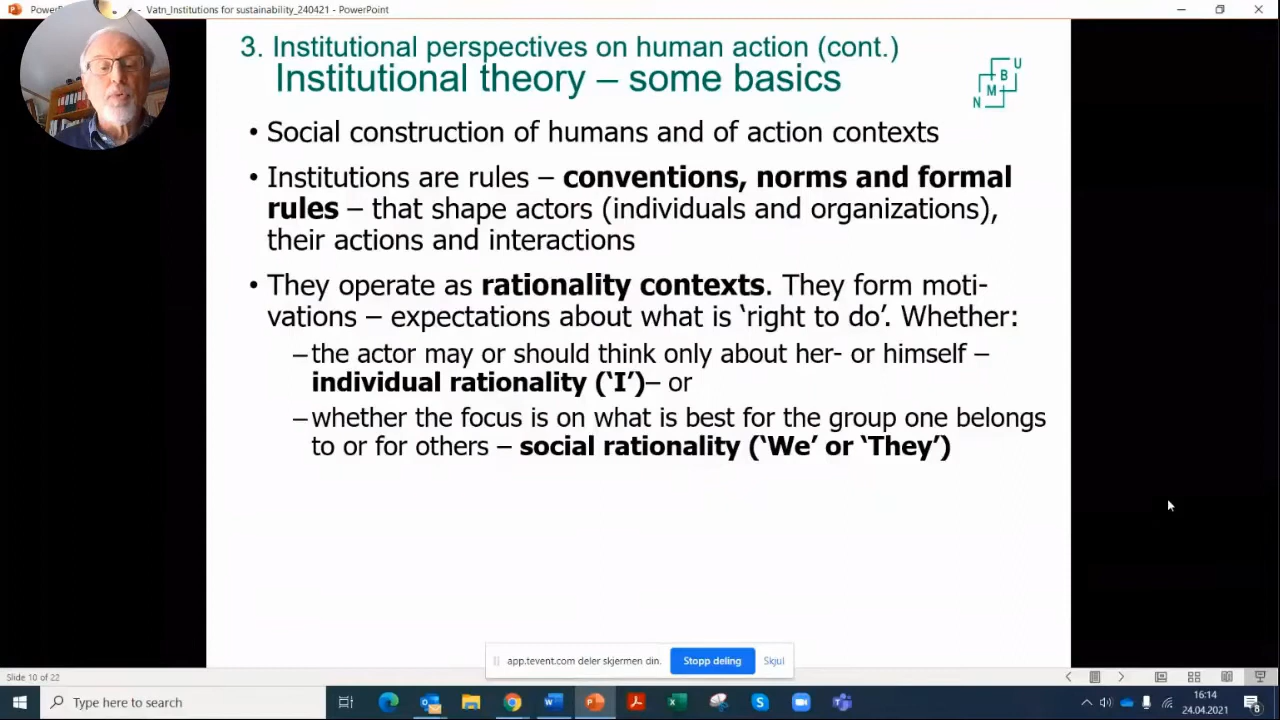 PowerP
Vatn_Institutions for sustainability_240421 - PowerPoint
3. Institutional perspectives on human action (cont.)
Institutional theory – some basics
N M B U
• Social construction of humans and of action contexts
• Institutions are rules – conventions, norms and formal
rules – that shape actors (individuals and organizations),
their actions and interactions
• They operate as rationality contexts. They form moti-
vations – expectations about what is ‘right to do’. Whether:
– the actor may or should think only about her- or himself –
individual rationality (‘I’)– or
– whether the focus is on what is best for the group one belongs
to or for others – social rationality (‘We’ or ‘They’)
app.tevent.com deler skjermen din.
Stopp deling
Skjul
Slide 10 of 22
Type here to search
16:14
24.04.2021
8